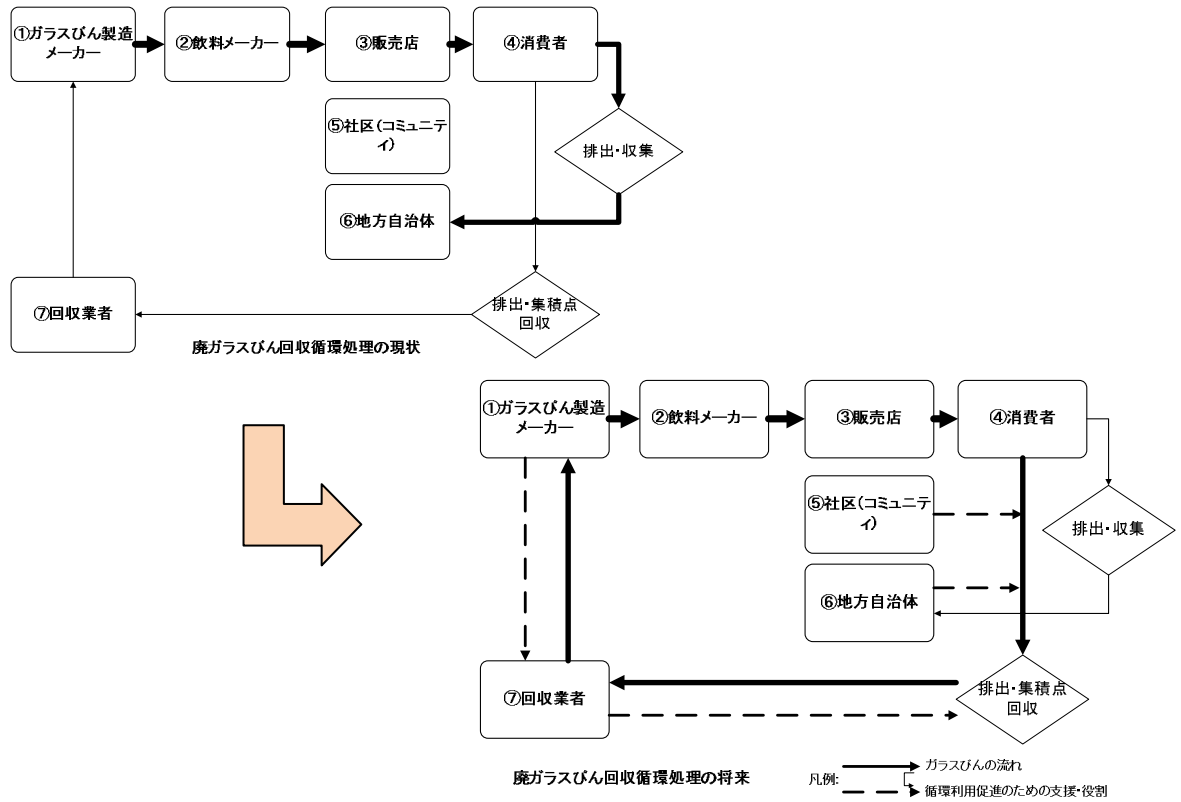 ①ガラスびん製造
メーカー
②飲料メーカー
③販売店
④消費者
⑤社区(コミュニテ
ィ)
排出・収集
⑥地方自治体
⑦回収業者
排出・集積点
回収
廃ガラスびん回収循環処理の現状
①ガラスびん製造
メーカー
②飲料メーカー
③販売店
④消費者
⑤社区(コミュニテ
ィ)
排出・収集
⑥地方自治体
⑦回収業者
排出・集積点
回収
廃ガラスびん回収循環処理の将来
凡例:
ガラスびんの流れ
循環利用促進のための支援・役割